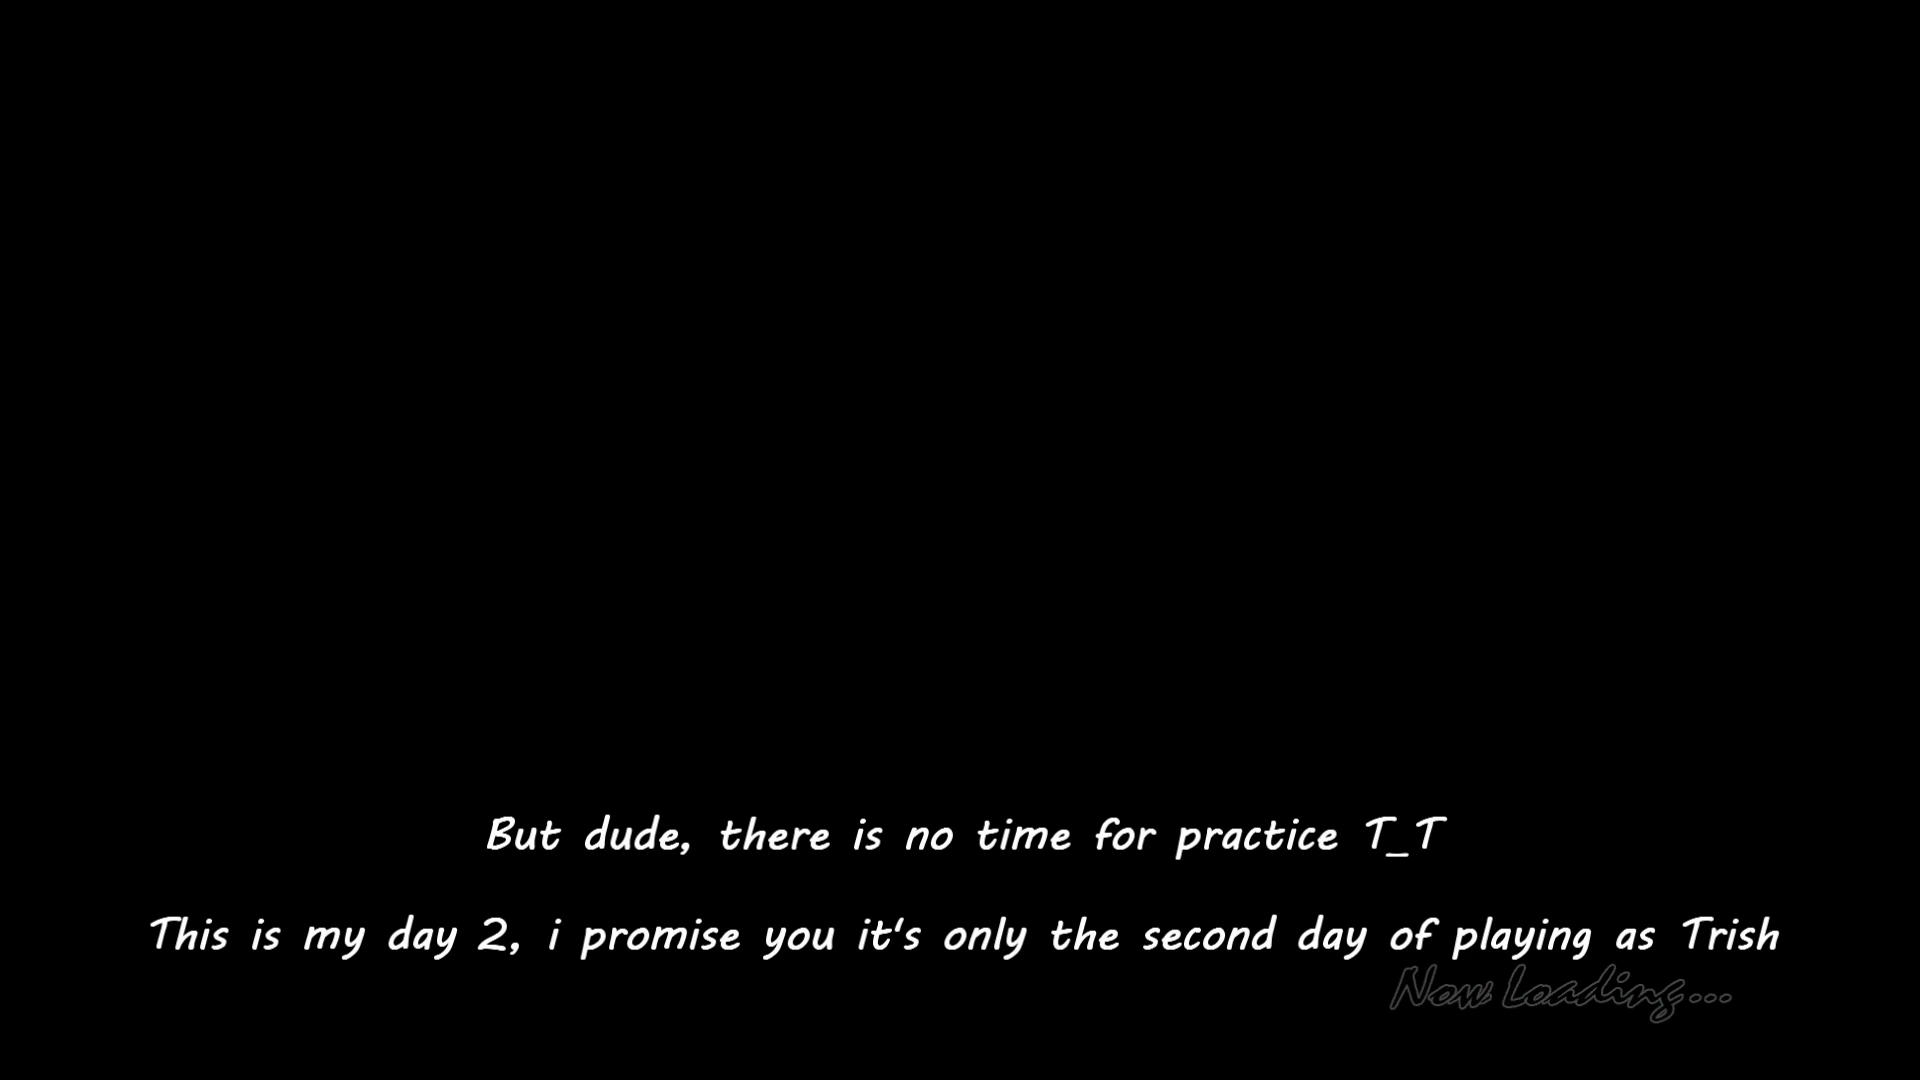 But dude, there is no time for practice T_T
This is my day 2, i promise you it's only the second day of playing as Trish
Now Loading...